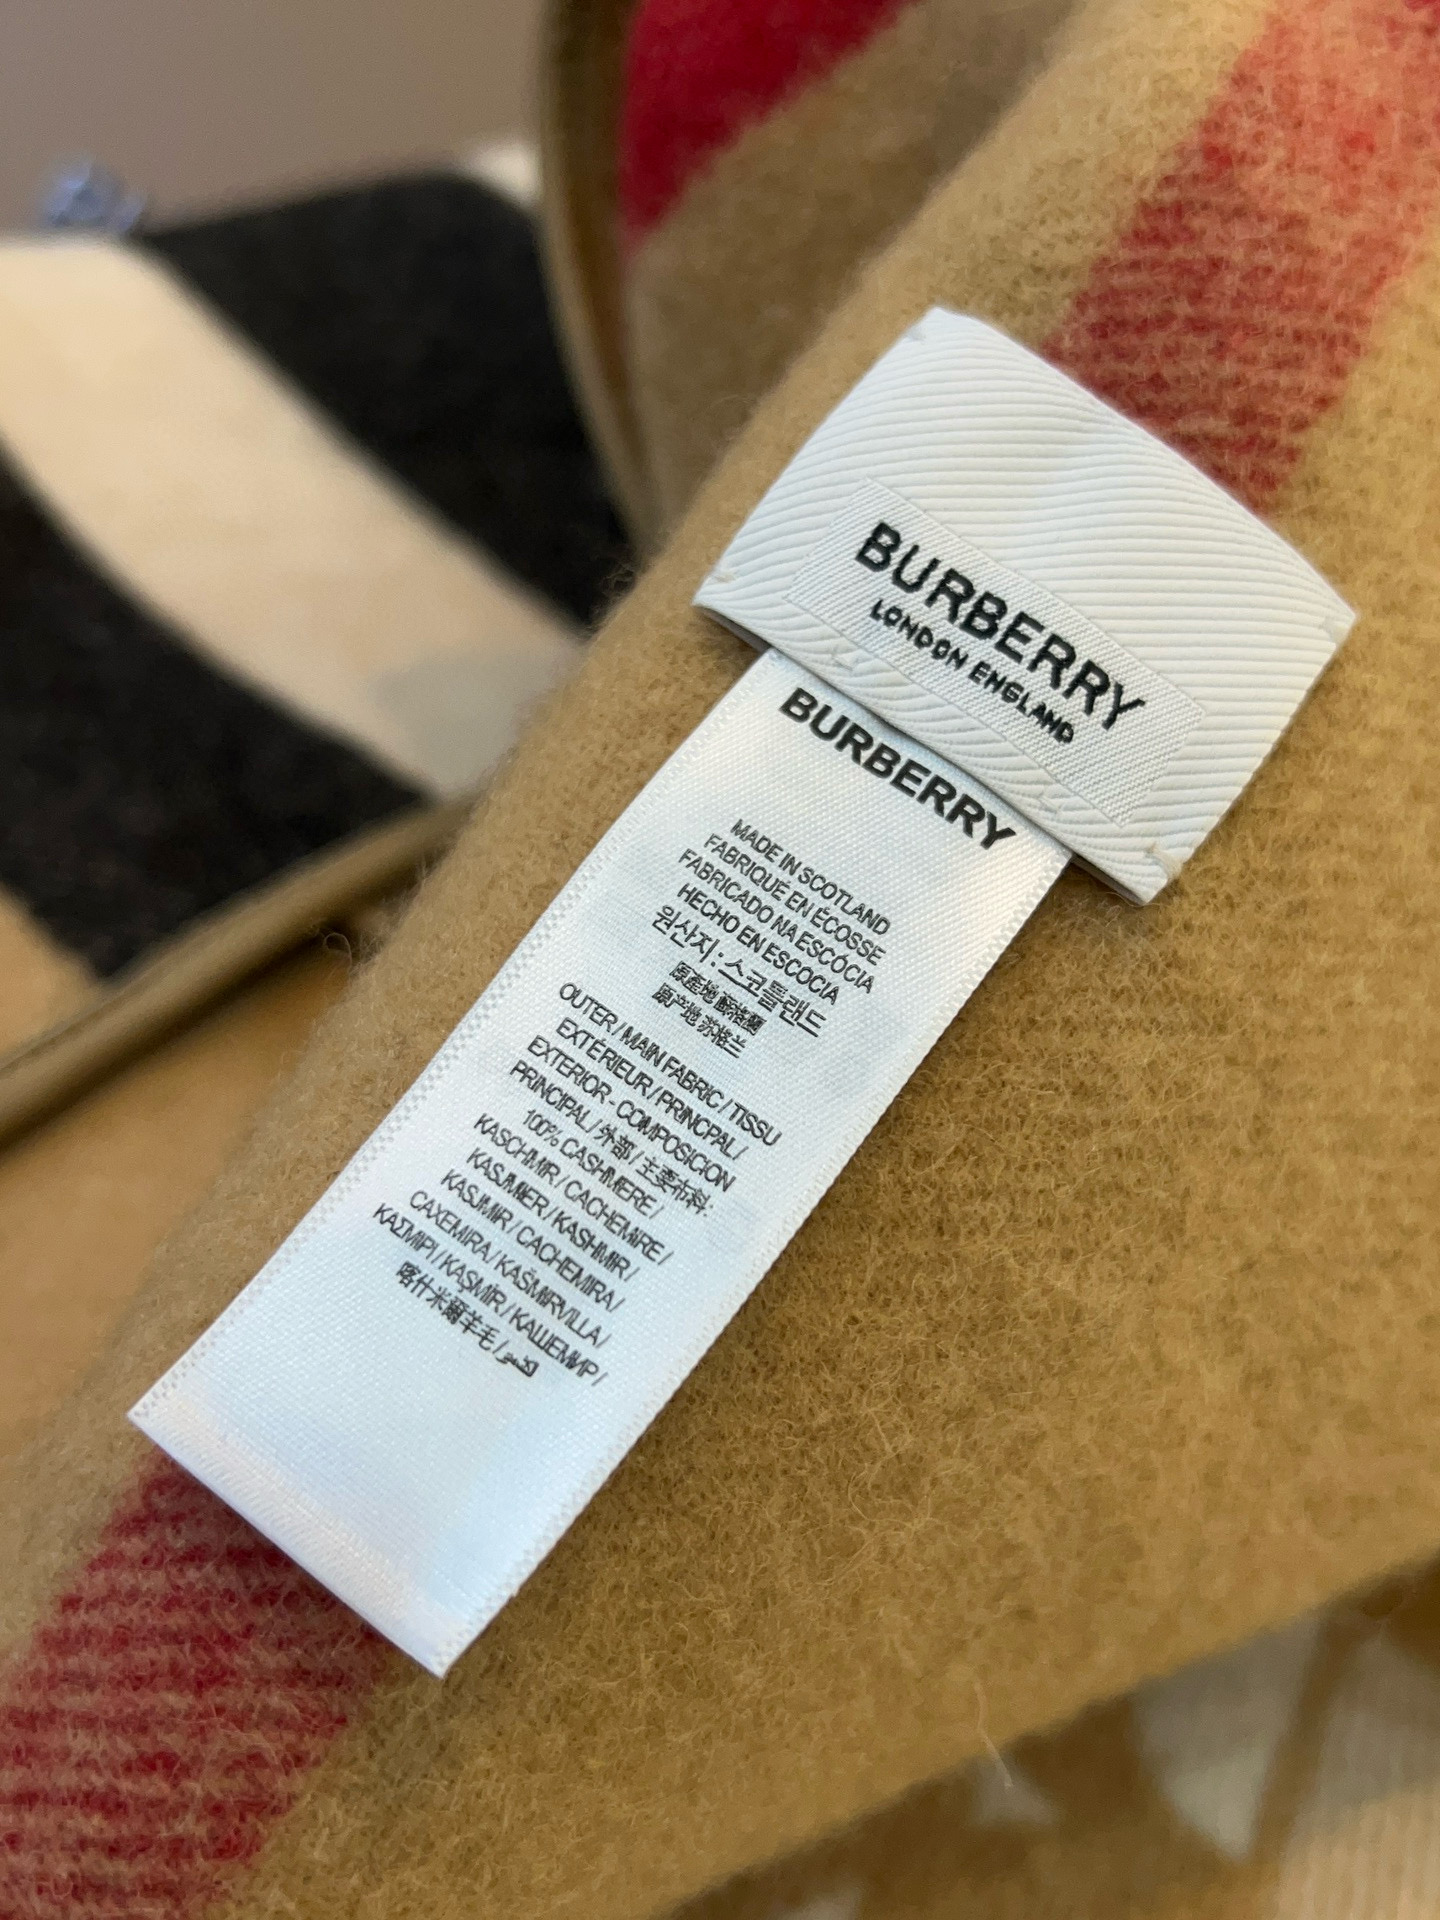 BURBERRY
LONDON ENGLAND
BURBERRY
MADE IN SCOTLAND
FABRIQUÉ EN ÉCOSSE
FABRICADO NA ESCÓCIA
HECHO EN ESCOCIA
원산지 : 스코틀랜드
原產地 蘇格蘭
原产地 苏格兰
OUTER / MAIN FABRIC / TISSU
EXTÉRIEUR / PRINCPAL /
EXTERIOR - COMPOSICION
PRINCIPAL / 外部 / 主要布料:
100% CASHMERE /
KASCHMIR / CACHEMIRE /
KASJMIER / KASHMIR /
KASJMIR / CACHEMIRA /
CAXEMIRA / KAŠMIRVILLA /
ΚΑΣΜΙΡΙ / KAŞMİR / КАШЕМИР /
喀什米爾羊毛 /